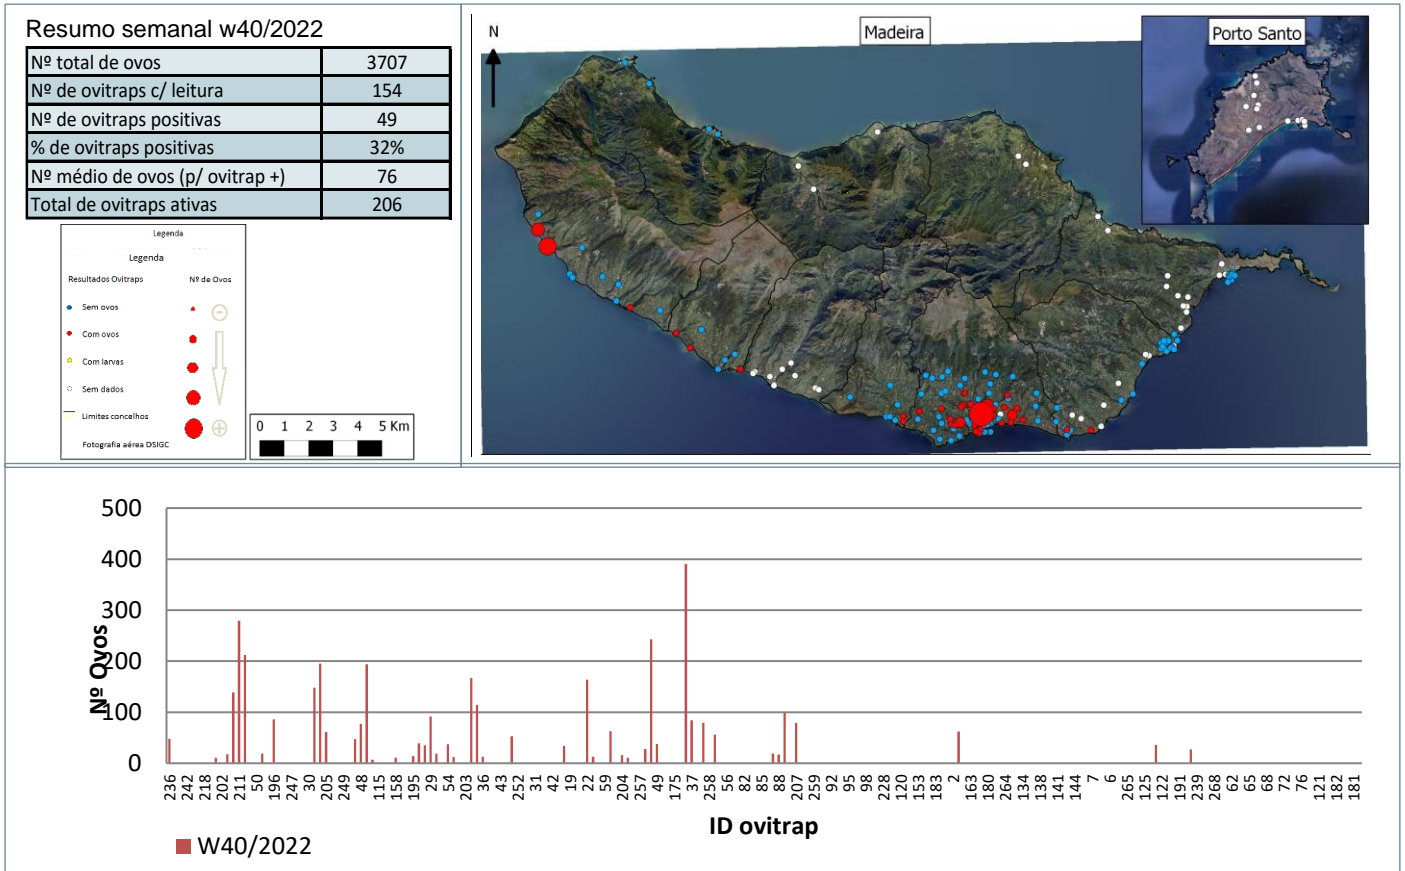 Resumo semanal w40/2022
Nº total de ovos 3707
Nº de ovitraps c/ leitura 154
Nº de ovitraps positivas 49
% de ovitraps positivas 32%
Nº médio de ovos (p/ ovitrap +) 76
Total de ovitraps ativas 206
Legenda
Legenda
Resultados Ovitraps Nº de Ovos
Sem ovos
Com ovos
Com larvas
Sem dados
Limites concelhos
Fotografia aérea DSIGC
0 1 2 3 4 5 Km
N
Madeira
Porto Santo
500
400
300
200
100
0
Nº Ovos
236 242 218 202 211 50 196 247 30 205 249 48 115 158 195 29 54 203 36 43 252 31 42 19 22 59 204 257 49 175 37 258 56 82 85 88 207 259 92 95 98 228 120 153 183 2 163 180 264 134 138 141 144 7 6 265 125 122 191 239 268 62 65 68 72 76 121 182 181
ID ovitrap
W40/2022